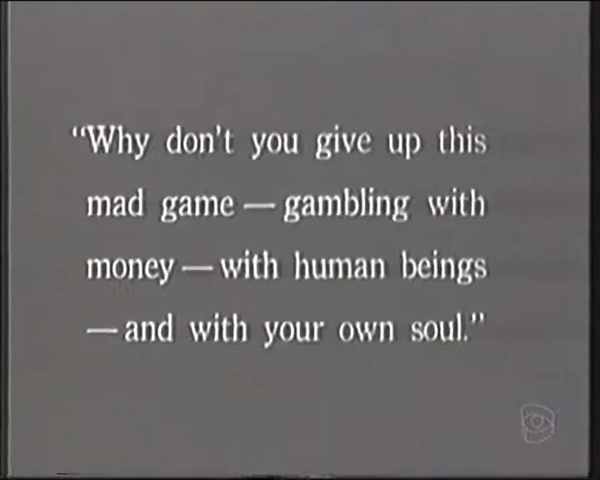 “Why don't you give up this
mad game — gambling with
money — with human beings
— and with your own soul.”